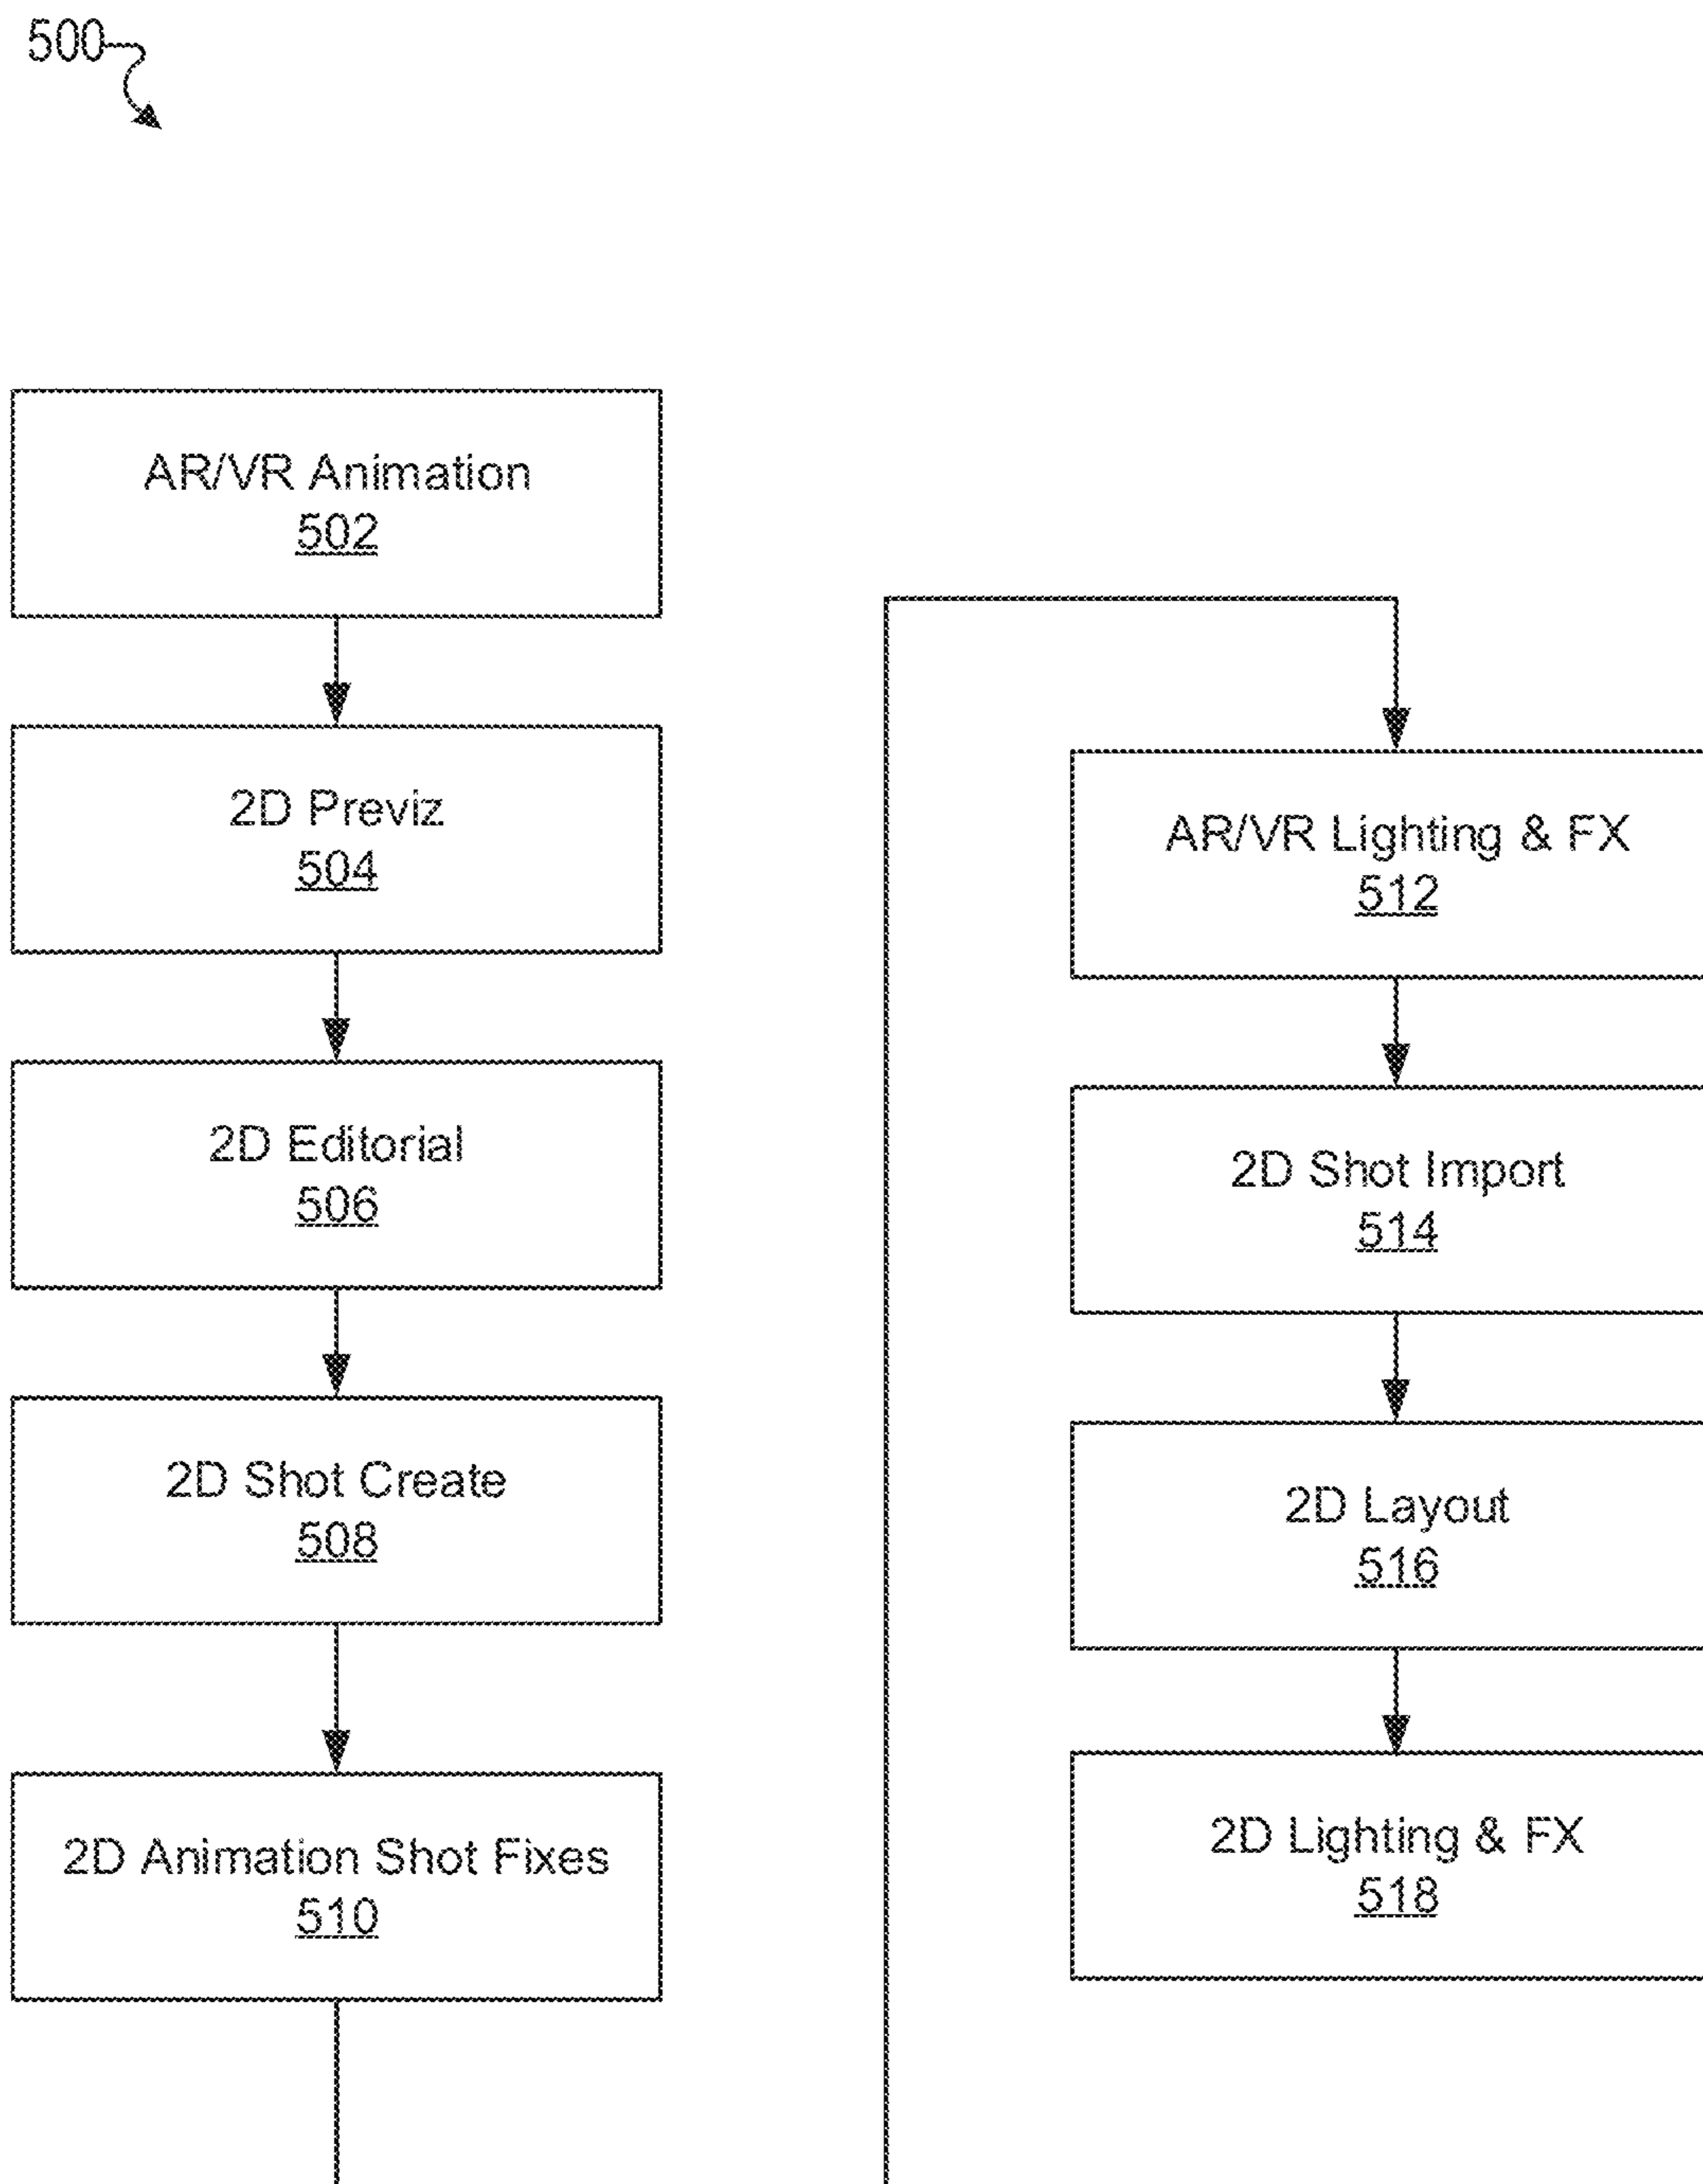 500
AR/VR Animation
502
2D Previz
504
2D Editorial
506
2D Shot Create
508
2D Animation Shot Fixes
510
AR/VR Lighting & FX
512
2D Shot Import
514
2D Layout
516
2D Lighting & FX
518